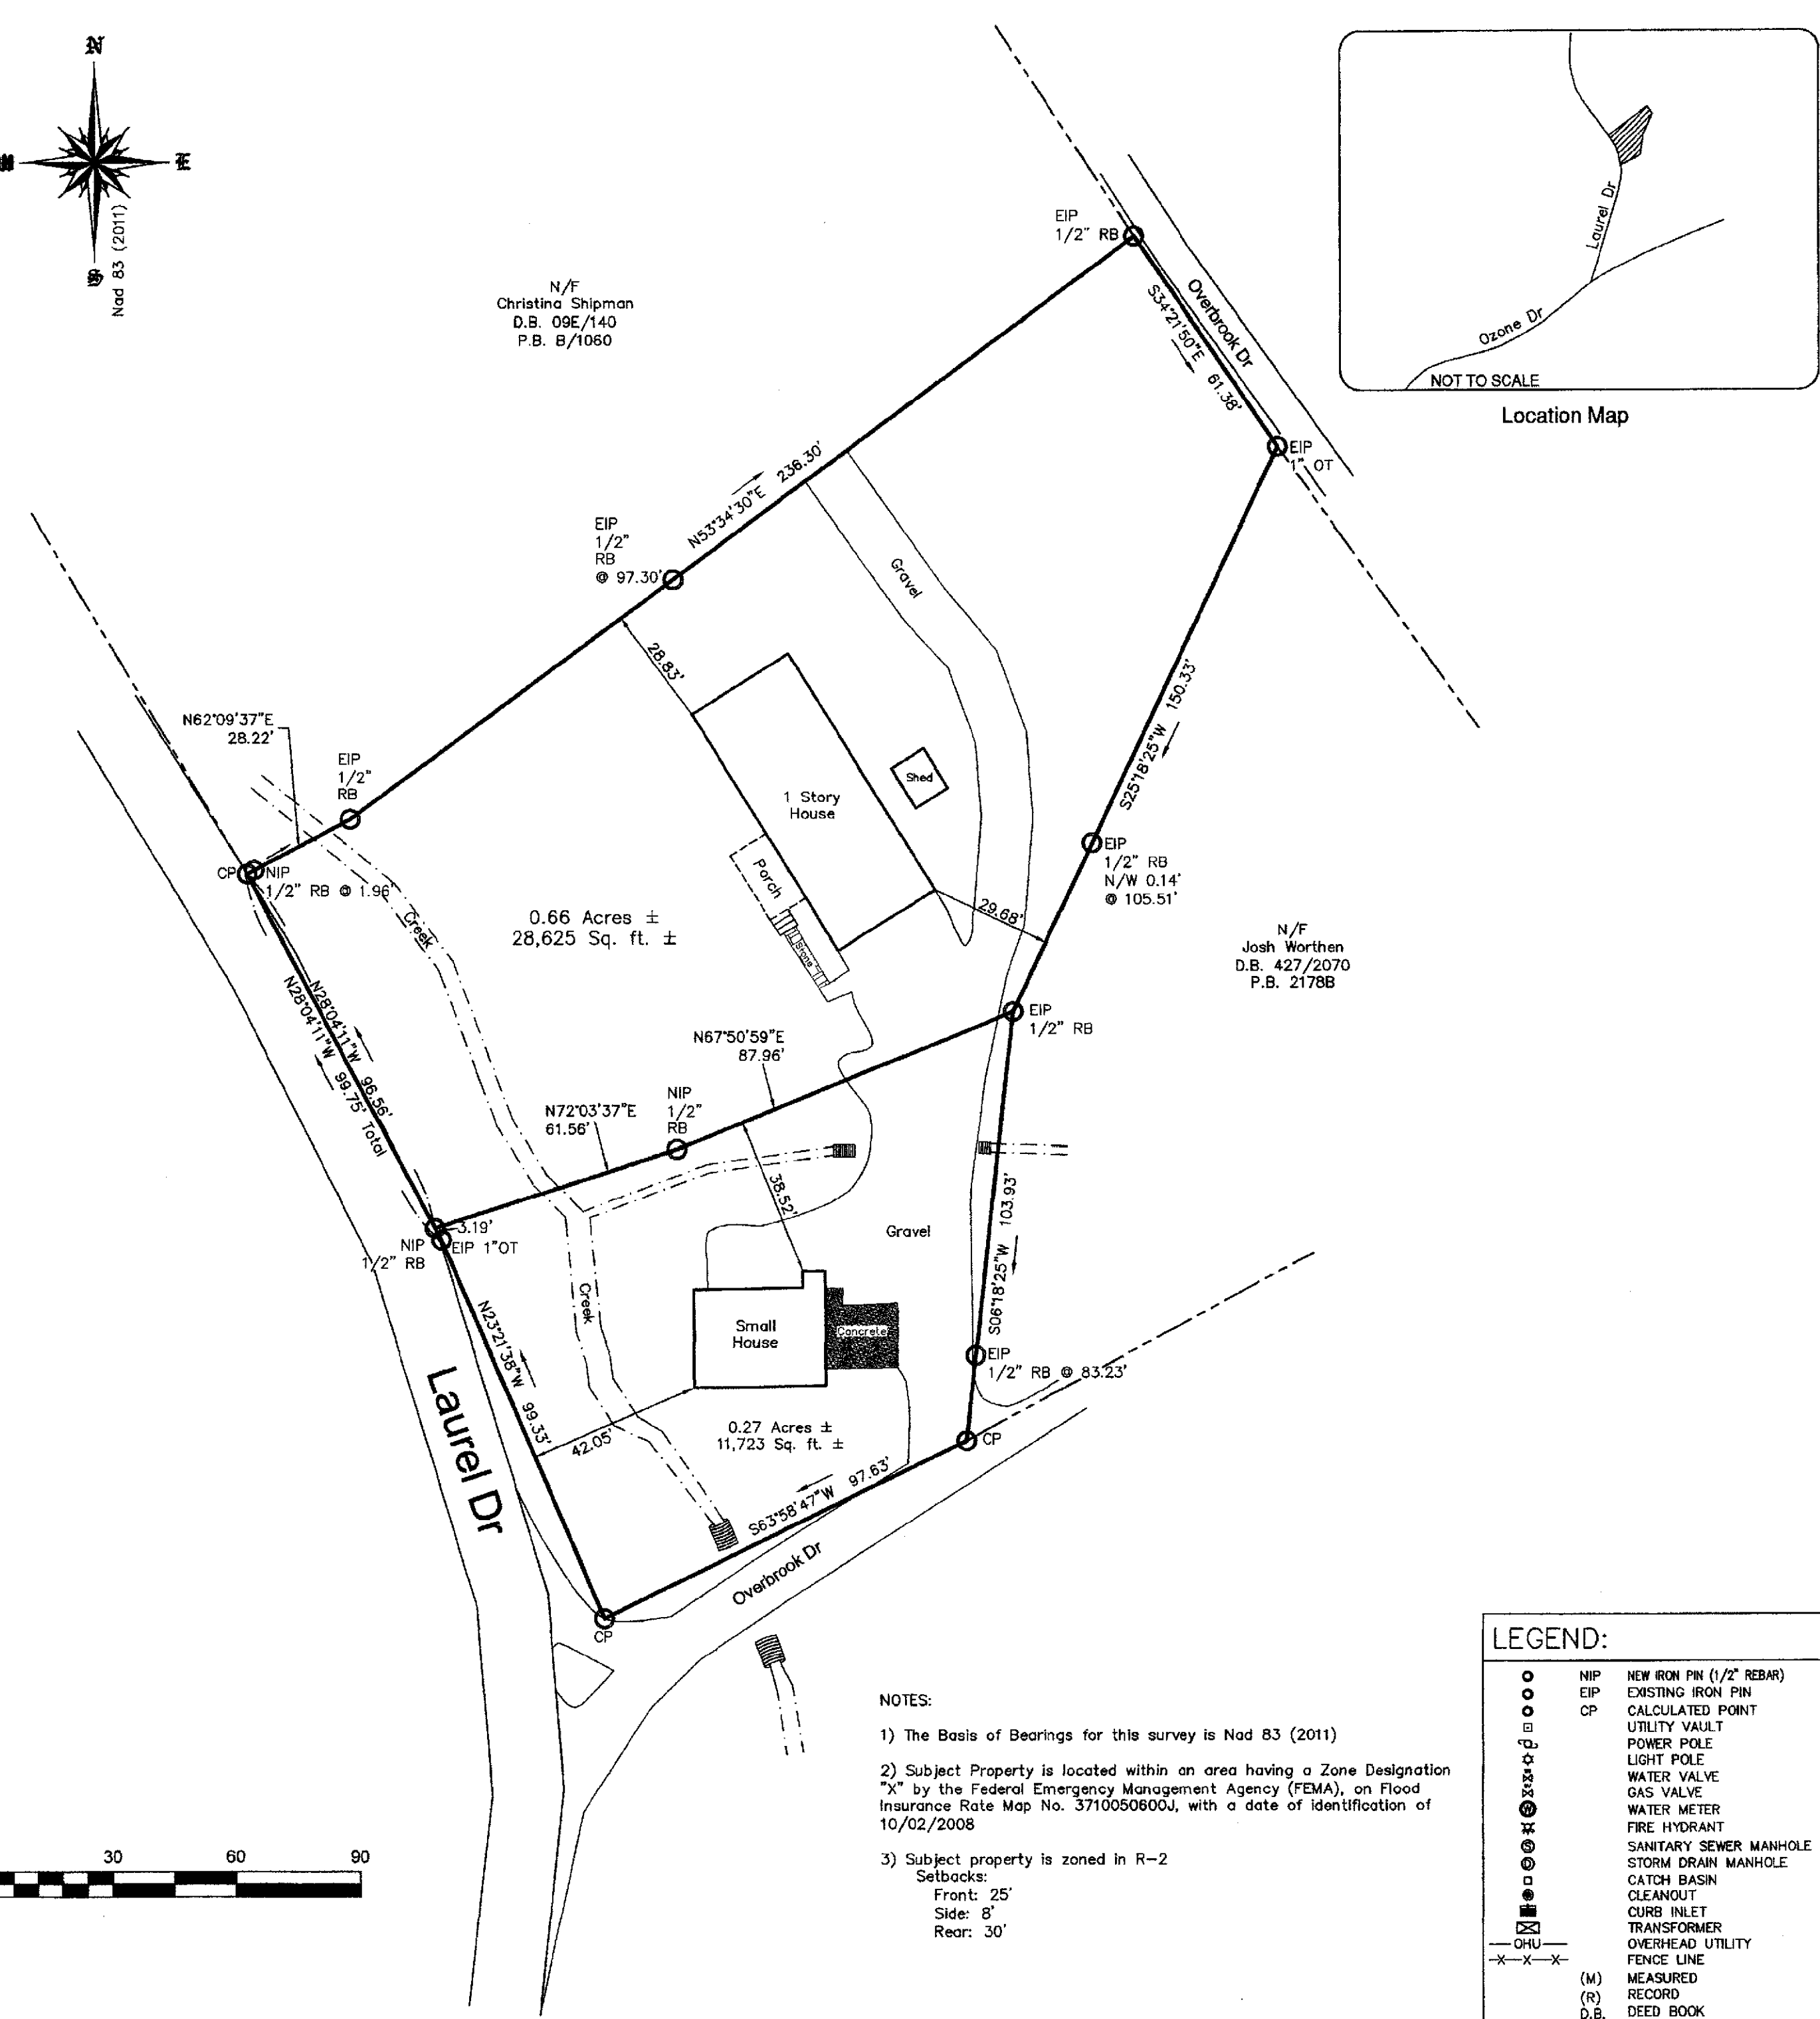 N
E
S
Nad 83 (2011)
N/F
Christina Shipman
D.B. 09E/140
P.B. B/1060
EIP
1/2" RB
S34°21'50"E 61.38'
Overbrook Dr
EIP
1" OT
Laurel Dr
Ozone Dr
NOT TO SCALE
Location Map
N53°34'30"E 236.30'
EIP
1/2"
RB
@ 97.30'
Gravel
28.83'
S25°18'25"W 150.33'
N62°09'37"E
28.22'
EIP
1/2"
RB
1 Story
House
Shed
Porch
Stone
CP
NIP
1/2" RB @ 1.96'
Creek
0.66 Acres ±
28,625 Sq. ft. ±
29.68'
EIP
1/2" RB
N/W 0.14'
@ 105.51'
N/F
Josh Worthen
D.B. 427/2070
P.B. 2178B
N28°04'11"W 96.56'
N28°04'11"W 99.75' Total
N67°50'59"E
87.96'
EIP
1/2" RB
N72°03'37"E
61.56'
NIP
1/2"
RB
38.52'
3.19'
NIP
1/2" RB
EIP 1"OT
Gravel
S06°18'25"W 103.93'
Creek
Small
House
Concrete
EIP
1/2" RB @ 83.23'
N23°21'38"W 99.33'
42.05'
0.27 Acres ±
11,723 Sq. ft. ±
CP
Laurel Dr
S63°58'47"W 97.63'
Overbrook Dr
CP
NOTES:
1) The Basis of Bearings for this survey is Nad 83 (2011)
2) Subject Property is located within an area having a Zone Designation
"X" by the Federal Emergency Management Agency (FEMA), on Flood
Insurance Rate Map No. 3710050600J, with a date of identification of
10/02/2008
3) Subject property is zoned in R-2
Setbacks:
Front: 25'
Side: 8'
Rear: 30'
30 60 90
LEGEND:
NIP NEW IRON PIN (1/2" REBAR)
EIP EXISTING IRON PIN
CP CALCULATED POINT
UTILITY VAULT
POWER POLE
LIGHT POLE
WATER VALVE
GAS VALVE
WATER METER
FIRE HYDRANT
SANITARY SEWER MANHOLE
STORM DRAIN MANHOLE
CATCH BASIN
CLEANOUT
CURB INLET
TRANSFORMER
OHU OVERHEAD UTILITY
X X X FENCE LINE
(M) MEASURED
(R) RECORD
D.B. DEED BOOK